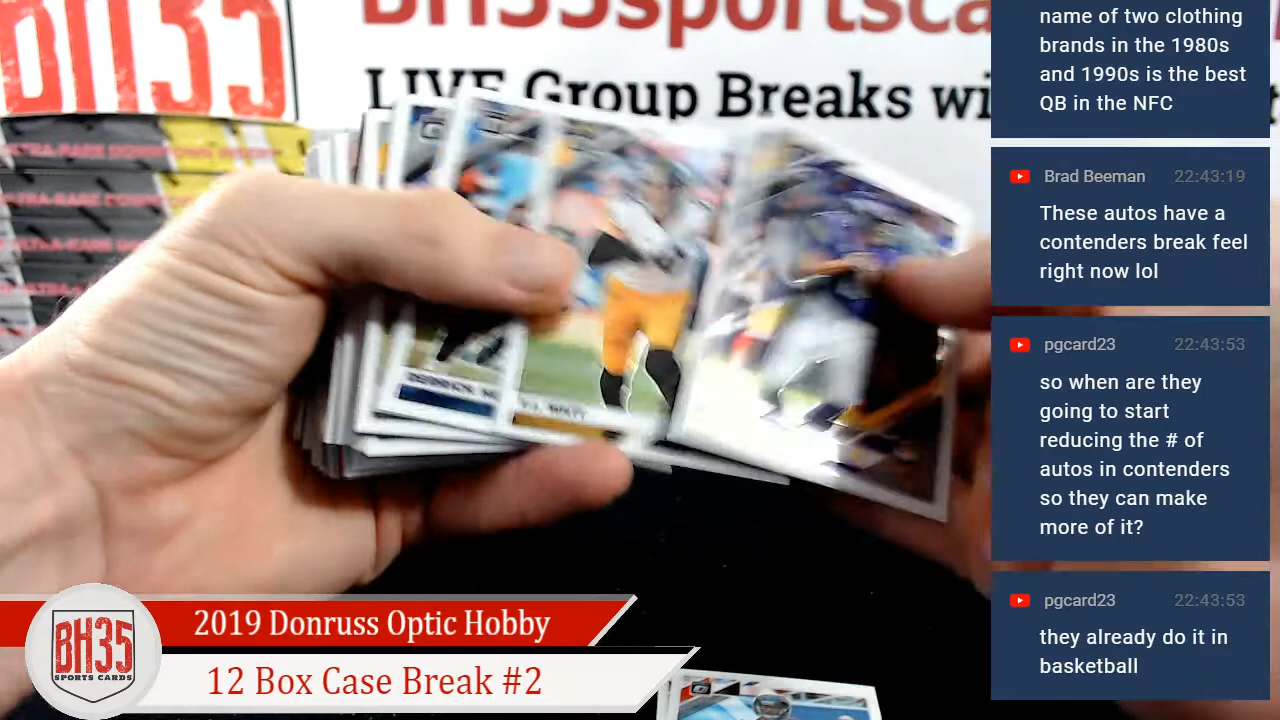 BH35
BH35sportsca
LIVE Group Breaks wi
name of two clothing
brands in the 1980s
and 1990s is the best
QB in the NFC
Brad Beeman 22:43:19
These autos have a
contenders break feel
right now lol
pgcard23 22:43:53
so when are they
going to start
reducing the # of
autos in contenders
so they can make
more of it?
pgcard23 22:43:53
they already do it in
basketball
T.J. WATT
BH35
SPORTS CARDS
2019 Donruss Optic Hobby
12 Box Case Break #2